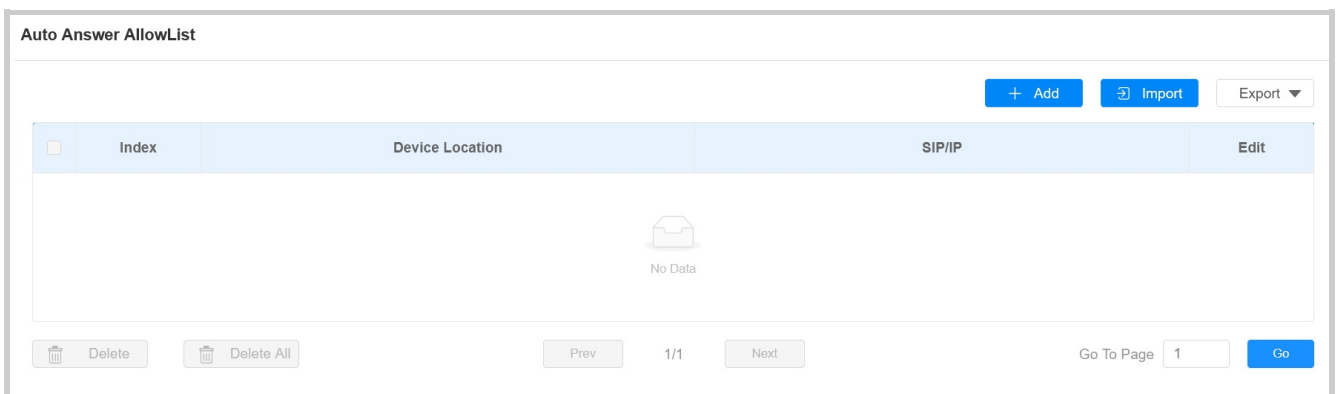 Auto Answer AllowList
+ Add Import Export
Index Device Location SIP/IP Edit
No Data
Delete Delete All Prev 1/1 Next Go To Page 1 Go